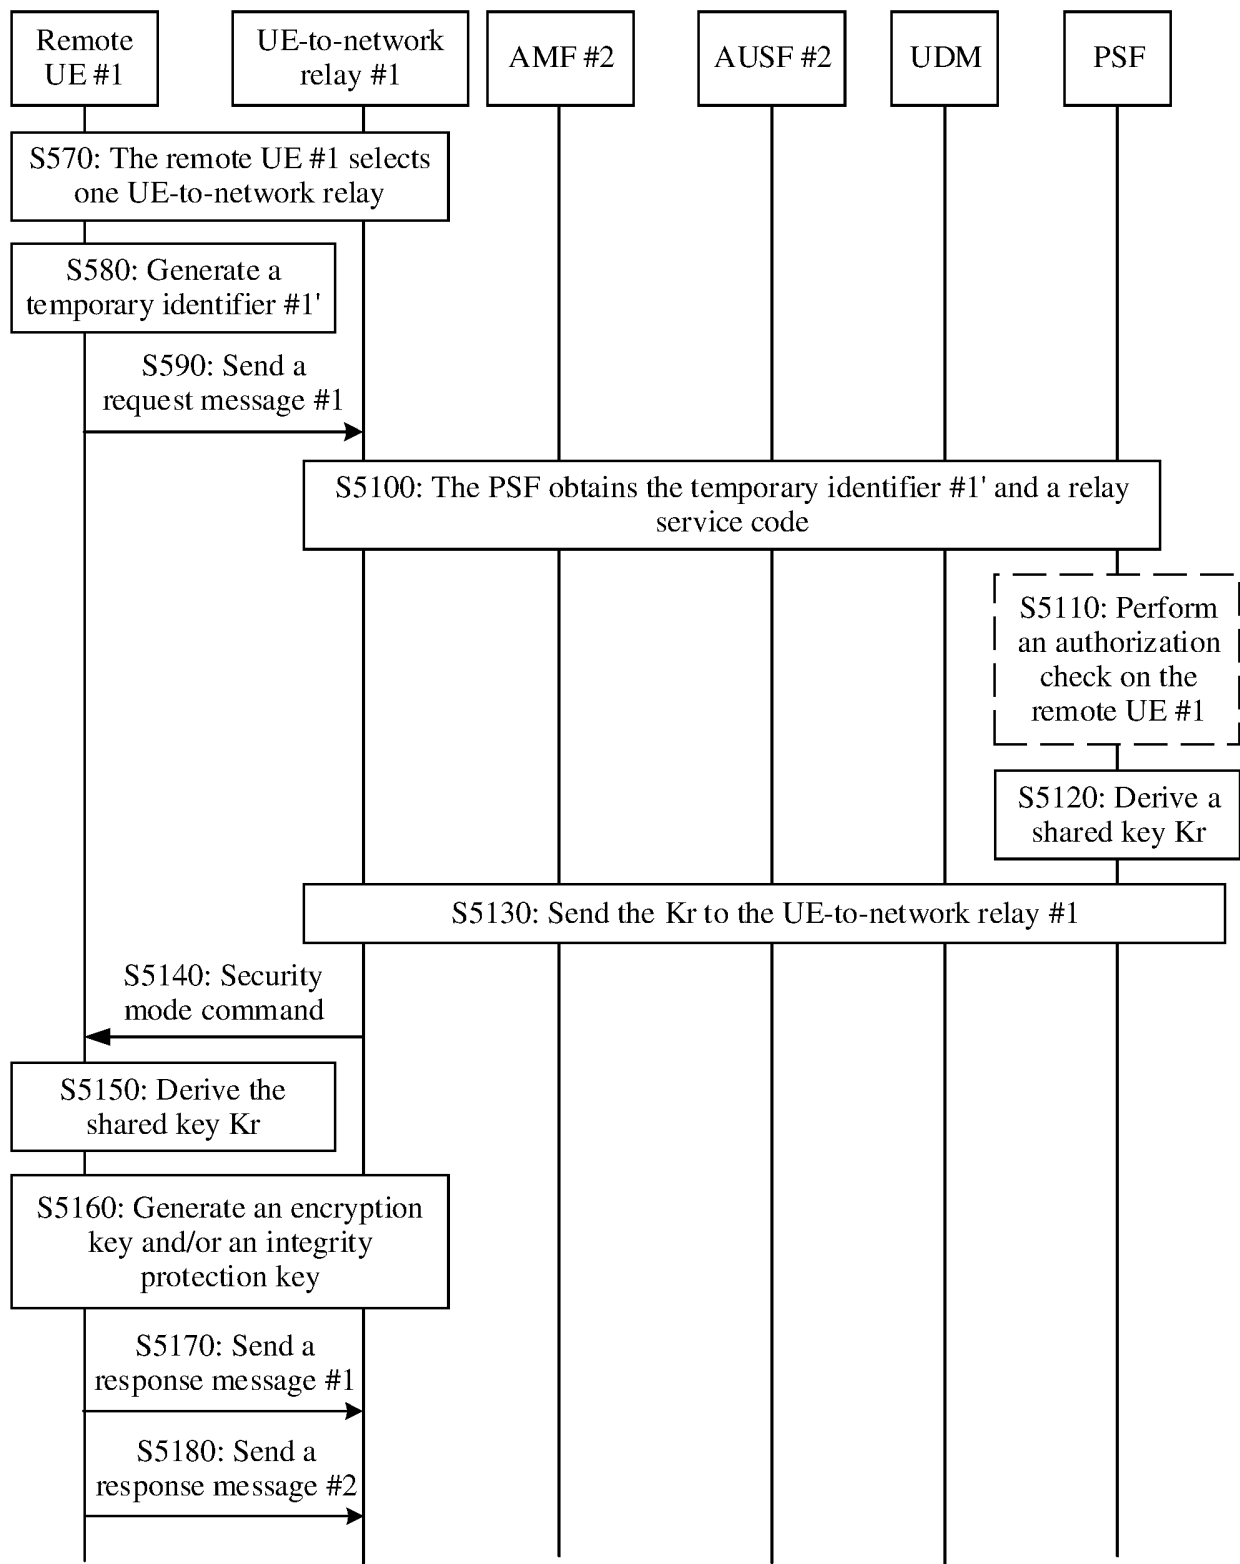 Remote
UE #1
UE-to-network
relay #1
AMF #2
AUSF #2
UDM
PSF
S570: The remote UE #1 selects
one UE-to-network relay
S580: Generate a
temporary identifier #1'
S590: Send a
request message #1
S5100: The PSF obtains the temporary identifier #1' and a relay
service code
S5110: Perform
an authorization
check on the
remote UE #1
S5120: Derive a
shared key Kr
S5130: Send the Kr to the UE-to-network relay #1
S5140: Security
mode command
S5150: Derive the
shared key Kr
S5160: Generate an encryption
key and/or an integrity
protection key
S5170: Send a
response message #1
S5180: Send a
response message #2